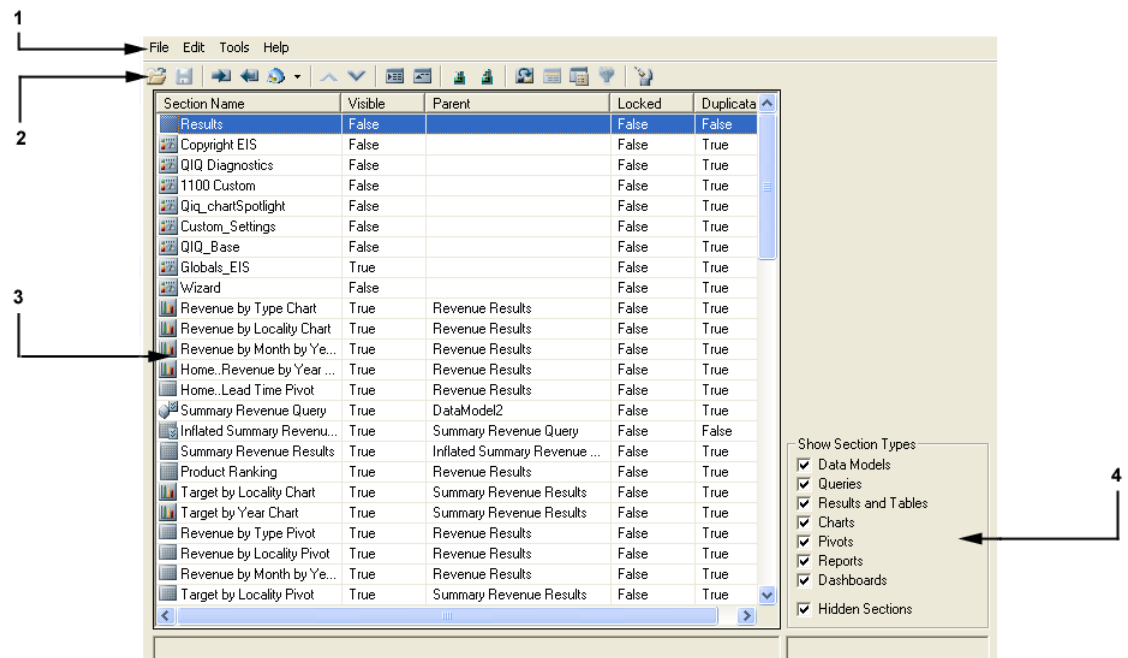 1
File Edit Tools Help
2
Section Name Visible Parent Locked Duplicata
Results False False False
Copyright EIS False False True
QIQ Diagnostics False False True
1100 Custom False False True
Qiq_chartSpotlight False False True
Custom_Settings False False True
QIQ_Base False False True
Globals_EIS True False True
Wizard False False True
3
Revenue by Type Chart True Revenue Results False True
Revenue by Locality Chart True Revenue Results False True
Revenue by Month by Ye... True Revenue Results False True
Home..Revenue by Year ... True Revenue Results False True
Home..Lead Time Pivot True Revenue Results False True
Summary Revenue Query True DataModel2 False True
Inflated Summary Revenu... True Summary Revenue Query False False
Summary Revenue Results True Inflated Summary Revenue ... False True
Product Ranking True Revenue Results False True
Target by Locality Chart True Summary Revenue Results False True
Target by Year Chart True Summary Revenue Results False True
Revenue by Type Pivot True Revenue Results False True
Revenue by Locality Pivot True Revenue Results False True
Revenue by Month by Ye... True Revenue Results False True
Target by Locality Pivot True Summary Revenue Results False True
Show Section Types
Data Models
Queries
Results and Tables
Charts
Pivots
Reports
Dashboards
Hidden Sections
4